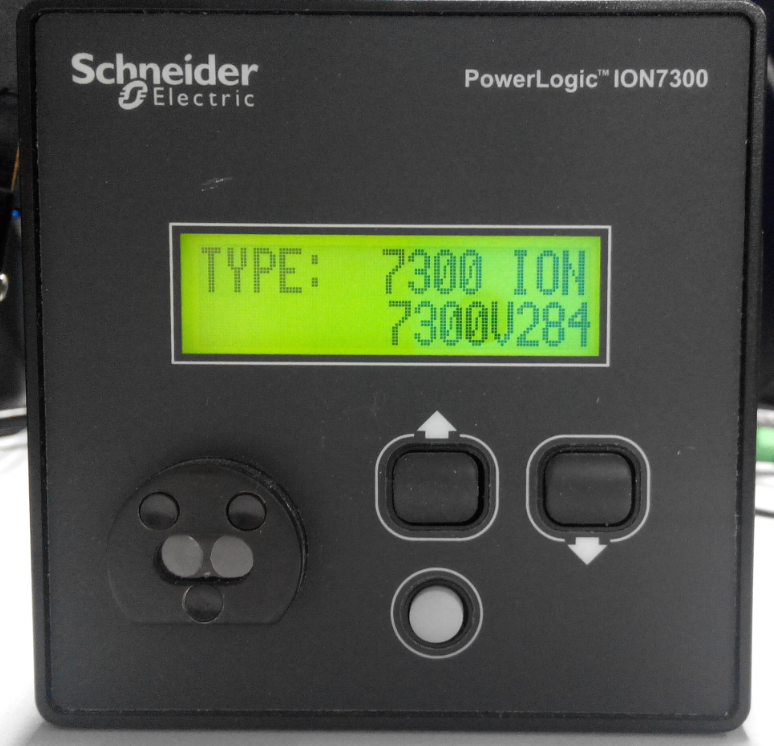 Schneider
Electric
PowerLogic™ ION7300
TYPE: 7300 ION
7300V284